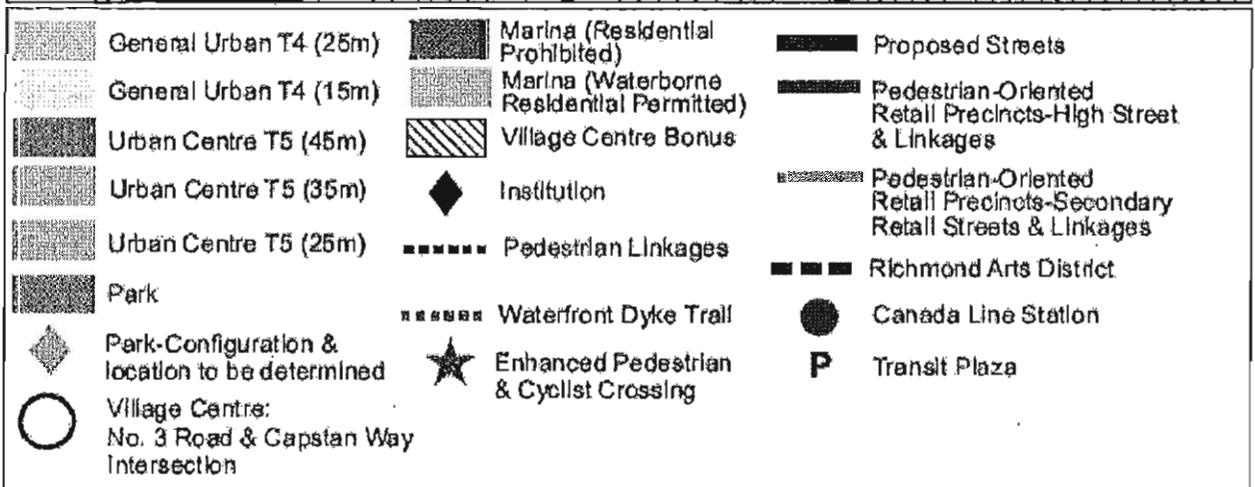 General Urban T4 (25m)
General Urban T4 (15m)
Urban Centre T5 (45m)
Urban Centre T5 (35m)
Urban Centre T5 (25m)
Park
Park-Configuration &
location to be determined
Village Centre:
No. 3 Road & Capstan Way
Intersection
Marina (Residential
Prohibited)
Marina (Waterborne
Residential Permitted)
Village Centre Bonus
Institution
Pedestrian Linkages
Waterfront Dyke Trail
Enhanced Pedestrian
& Cyclist Crossing
Proposed Streets
Pedestrian-Oriented
Retail Precincts-High Street
& Linkages
Pedestrian-Oriented
Retail Precincts-Secondary
Retail Streets & Linkages
Richmond Arts District
Canada Line Station
P Transit Plaza